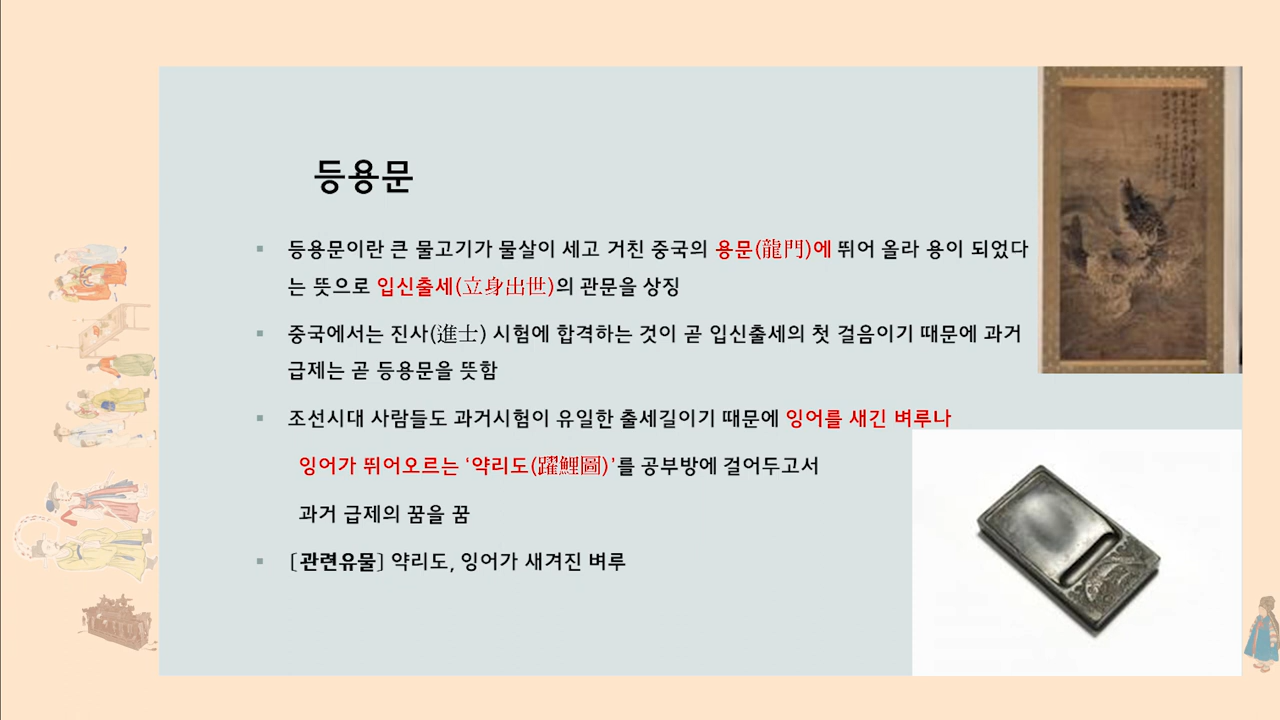 등용문
▪ 등용문이란 큰 물고기가 물살이 세고 거친 중국의 용문(龍門)에 뛰어 올라 용이 되었다
는 뜻으로 입신출세(立身出世)의 관문을 상징
▪ 중국에서는 진사(進士) 시험에 합격하는 것이 곧 입신출세의 첫 걸음이기 때문에 과거
급제는 곧 등용문을 뜻함
▪ 조선시대 사람들도 과거시험이 유일한 출세길이기 때문에 잉어를 새긴 벼루나
잉어가 뛰어오르는 ‘약리도(躍鯉圖)’를 공부방에 걸어두고서
과거 급제의 꿈을 꿈
▪ [관련유물] 약리도, 잉어가 새겨진 벼루